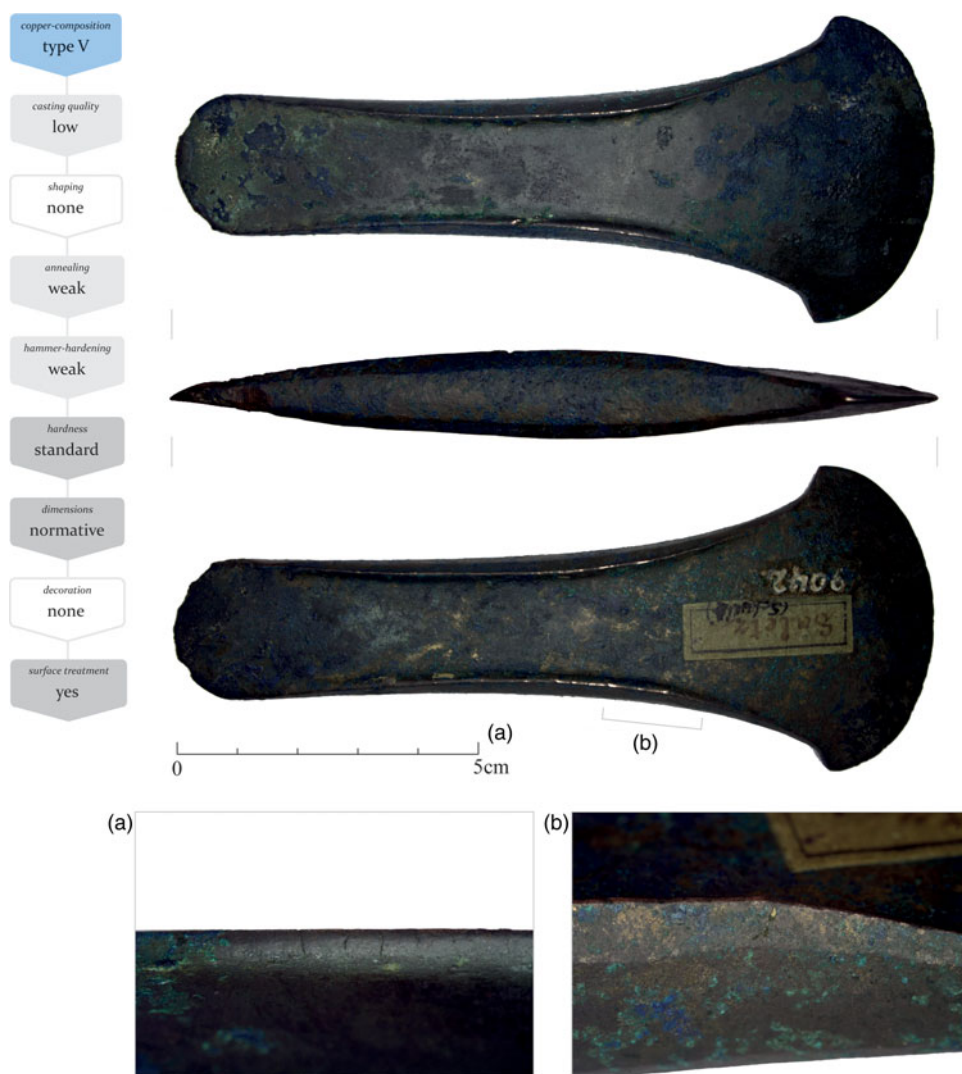 copper-composition
type V
casting quality
low
shaping
none
annealing
weak
hammer-hardening
weak
hardness
standard
dimensions
normative
decoration
none
surface treatment
yes
9042
Saletz
(a)
(b)
0
5cm
(a)
(b)